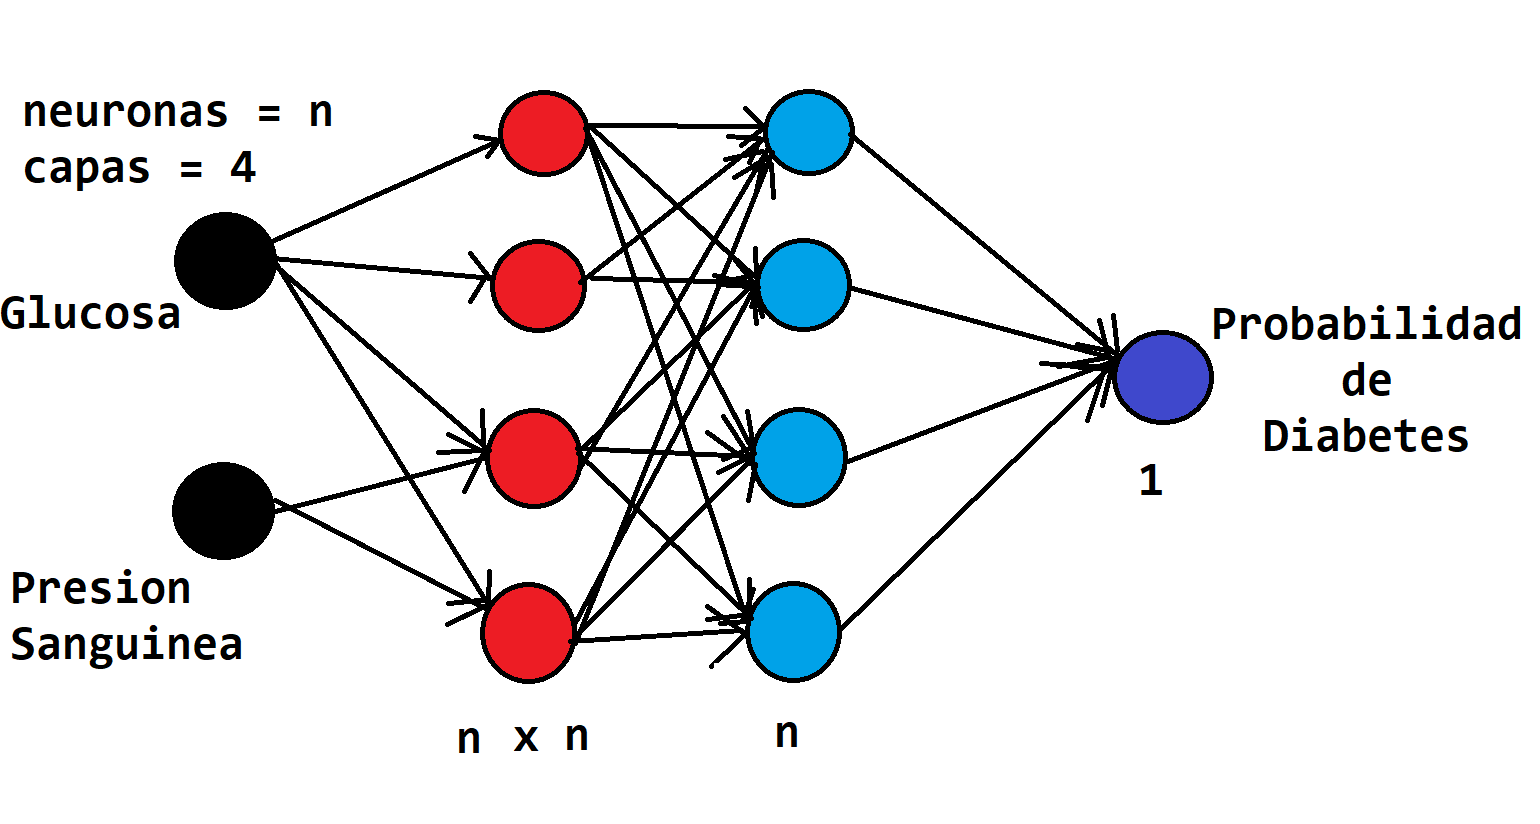 neuronas = n
capas = 4
Glucosa
Presion
Sanguinea
n x n
n
Probabilidad
de
Diabetes
1